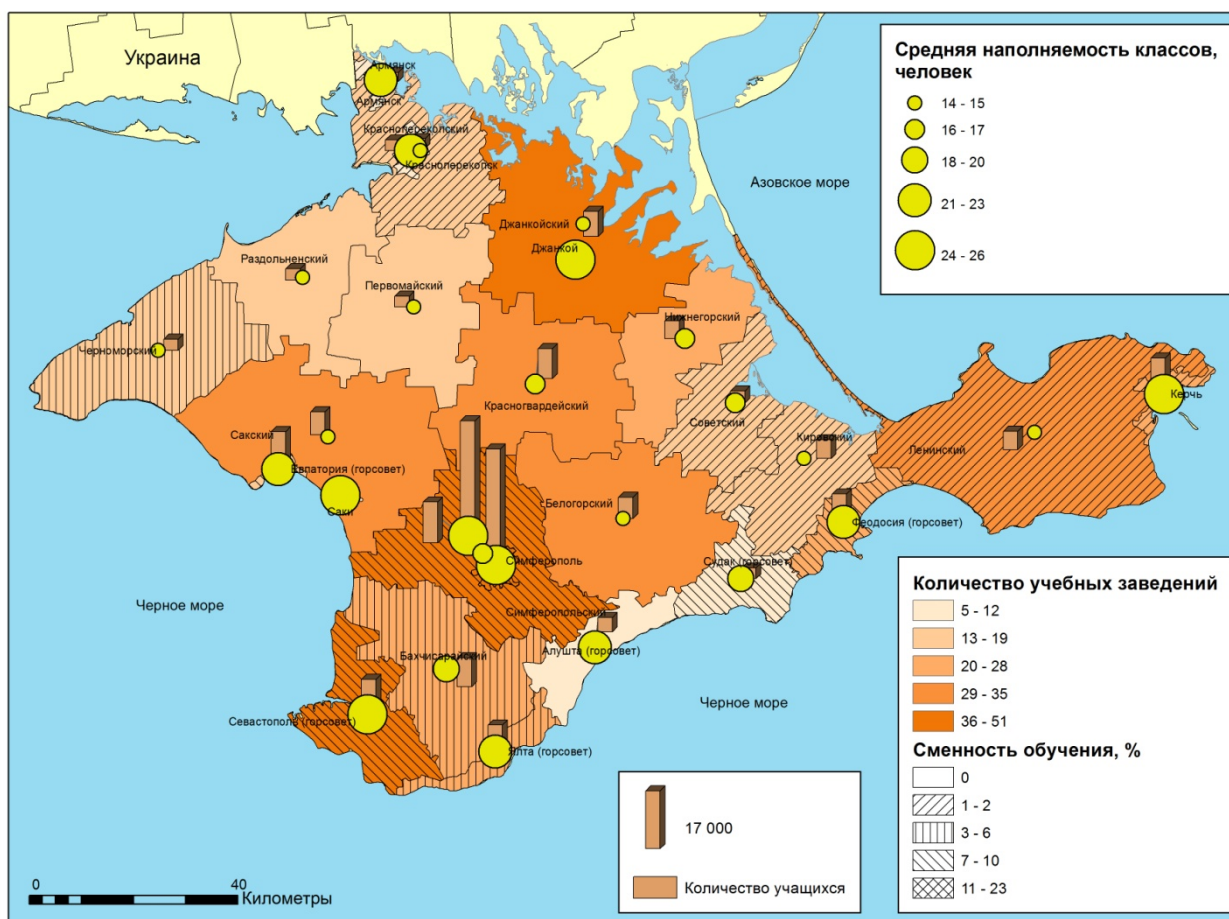 Украина
Армянск
Армянск
Красноперекопский
Красноперекопск
Азовское море
Джанкойский
Джанкой
Раздольненский
Первомайский
Нижнегорский
Черноморский
Красногвардейский
Советский
Керчь
Сакский
Кировский
Ленинский
Евпатория (горсовет)
Саки
Белогорский
Феодосия (горсовет)
Симферополь
Судак (горсовет)
Черное море
Симферопольский
Алушта (горсовет)
Бахчисарайский
Черное море
Севастополь (горсовет)
Ялта (горсовет)
Средняя наполняемость классов,
человек
14 - 15
16 - 17
18 - 20
21 - 23
24 - 26
Количество учебных заведений
5 - 12
13 - 19
20 - 28
29 - 35
36 - 51
Сменность обучения, %
0
1 - 2
3 - 6
7 - 10
11 - 23
17 000
Количество учащихся
0 40
Километры